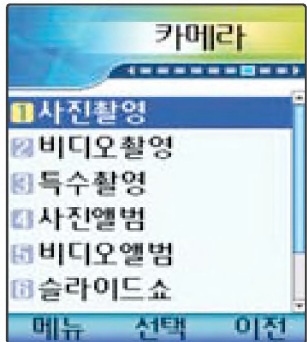 카메라
1 사진촬영
2 비디오촬영
3 특수촬영
4 사진앨범
5 비디오앨범
6 슬라이드쇼
메뉴 선택 이전